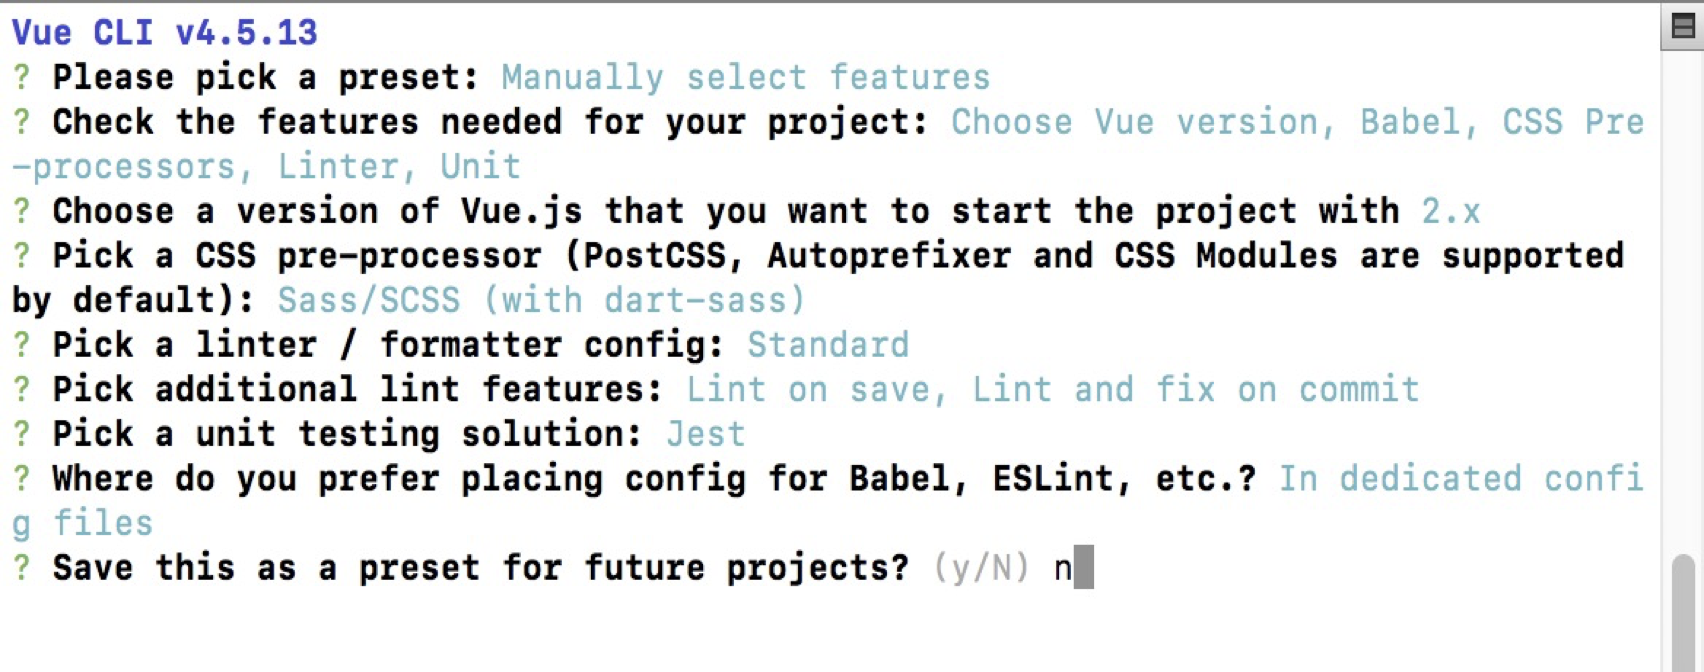 Vue CLI v4.5.13
? Please pick a preset: Manually select features
? Check the features needed for your project: Choose Vue version, Babel, CSS Pre
-processors, Linter, Unit
? Choose a version of Vue.js that you want to start the project with 2.x
? Pick a CSS pre-processor (PostCSS, Autoprefixer and CSS Modules are supported
by default): Sass/SCSS (with dart-sass)
? Pick a linter / formatter config: Standard
? Pick additional lint features: Lint on save, Lint and fix on commit
? Pick a unit testing solution: Jest
? Where do you prefer placing config for Babel, ESLint, etc.? In dedicated confi
g files
? Save this as a preset for future projects? (y/N) n